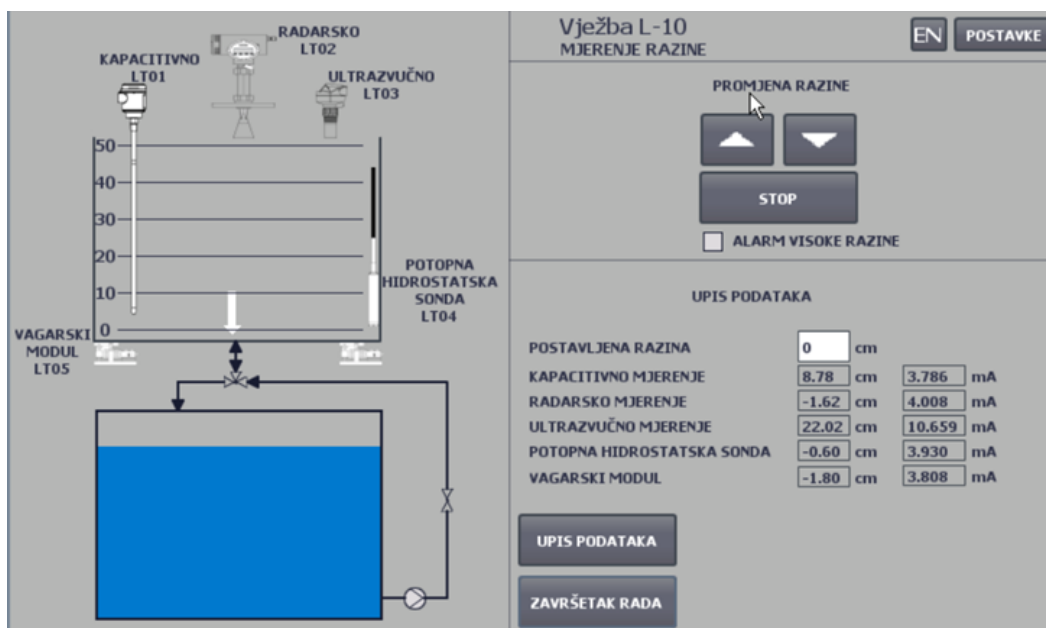 RADARSKO
LT02
KAPACITIVNO
LT01
ULTRAZVUČNO
LT03
50
40
30
20
10
0
POTOPNA
HIDROSTATSKA
SONDA
LT04
VAGARSKI
MODUL
LT05
Vježba L-10
MJERENJE RAZINE
EN
POSTAVKE
PROMJENA RAZINE
STOP
ALARM VISOKE RAZINE
UPIS PODATAKA
POSTAVLJENA RAZINA 0 cm
KAPACITIVNO MJERENJE 8.78 cm 3.786 mA
RADARSKO MJERENJE -1.62 cm 4.008 mA
ULTRAZVUČNO MJERENJE 22.02 cm 10.659 mA
POTOPNA HIDROSTATSKA SONDA -0.60 cm 3.930 mA
VAGARSKI MODUL -1.80 cm 3.808 mA
UPIS PODATAKA
ZAVRŠETAK RADA